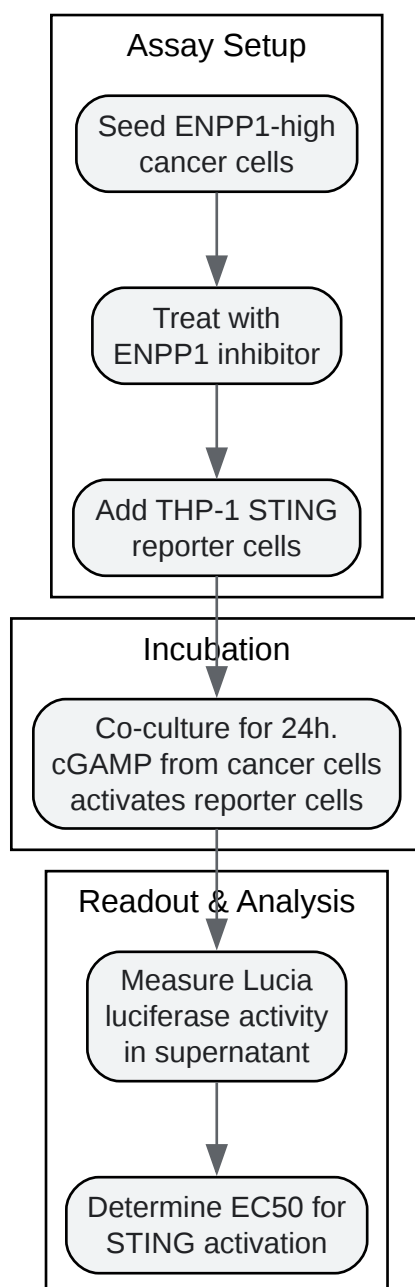 Assay Setup
Seed ENPP1-high
cancer cells
Treat with
ENPP1 inhibitor
Add THP-1 STING
reporter cells
Incubation
Co-culture for 24h.
cGAMP from cancer cells
activates reporter cells
Readout & Analysis
Measure Lucia
luciferase activity
in supernatant
Determine EC50 for
STING activation